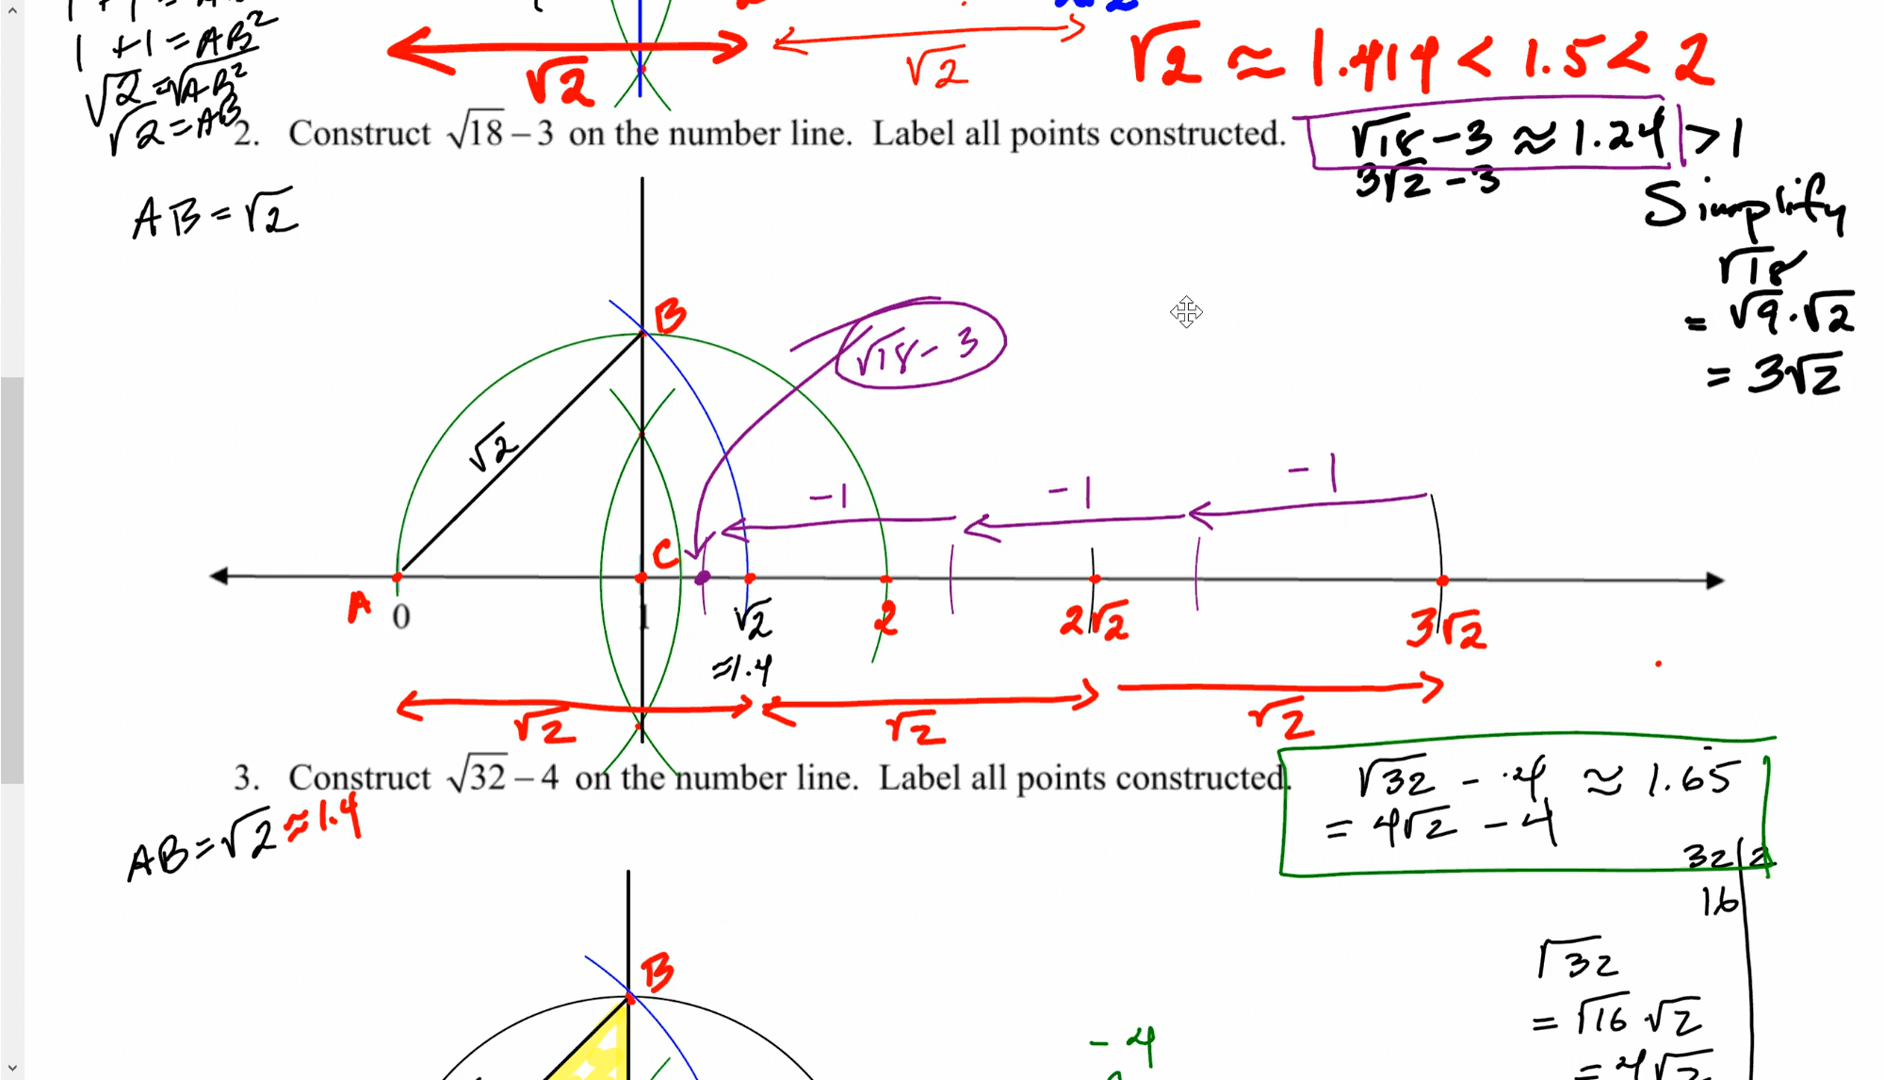 1 + 1 = AB²
√2 = √AB²
√2 = AB
√2
√2
√2 ≈ 1.414 < 1.5 < 2
2. Construct √18 – 3 on the number line. Label all points constructed.
√18 - 3 ≈ 1.24 > 1
3√2 - 3
Simplify
√18
= √9 · √2
= 3√2
AB = √2
B
√18 - 3
√2
-1
-1
-1
C
A
0
1
√2
≈1.4
2
2√2
3√2
√2
√2
√2
3. Construct √32 – 4 on the number line. Label all points constructed.
√32 - 4 ≈ 1.65
= 4√2 - 4
AB = √2 ≈ 1.4
32 2
16
√32
= √16 √2
= 4√2
B
- 4